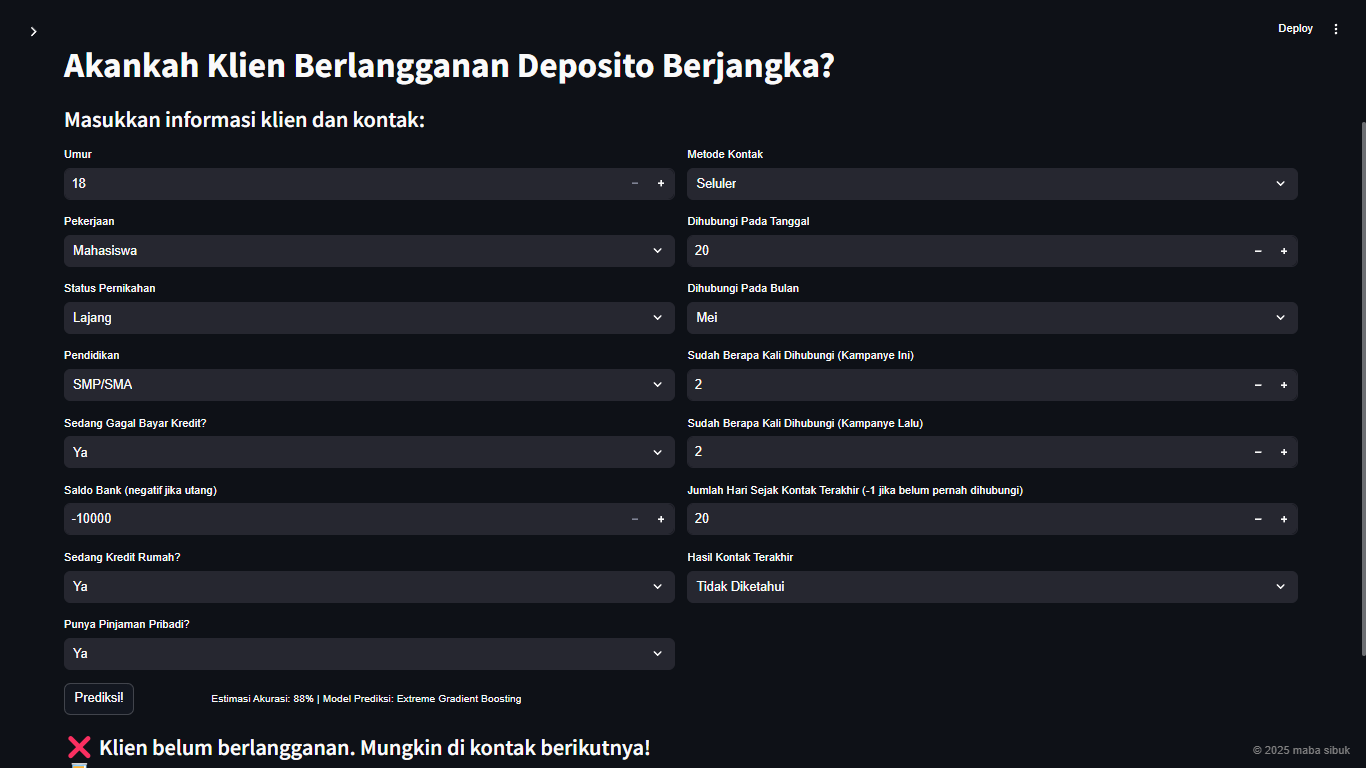 Deploy
Akankah Klien Berlangganan Deposito Berjangka?
Masukkan informasi klien dan kontak:
Umur
18
Pekerjaan
Mahasiswa
Status Pernikahan
Lajang
Pendidikan
SMP/SMA
Sedang Gagal Bayar Kredit?
Ya
Saldo Bank (negatif jika utang)
-10000
Sedang Kredit Rumah?
Ya
Punya Pinjaman Pribadi?
Ya
Metode Kontak
Seluler
Dihubungi Pada Tanggal
20
Dihubungi Pada Bulan
Mei
Sudah Berapa Kali Dihubungi (Kampanye Ini)
2
Sudah Berapa Kali Dihubungi (Kampanye Lalu)
2
Jumlah Hari Sejak Kontak Terakhir (-1 jika belum pernah dihubungi)
20
Hasil Kontak Terakhir
Tidak Diketahui
Prediksi!
Estimasi Akurasi: 88% | Model Prediksi: Extreme Gradient Boosting
❌ Klien belum berlangganan. Mungkin di kontak berikutnya!
© 2025 maba sibuk